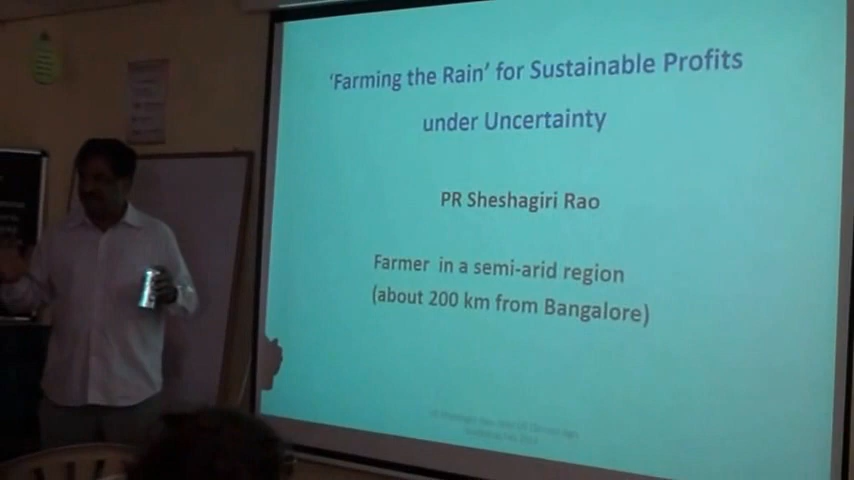 'Farming the Rain' for Sustainable Profits
under Uncertainty
PR Sheshagiri Rao
Farmer in a semi-arid region
(about 200 km from Bangalore)